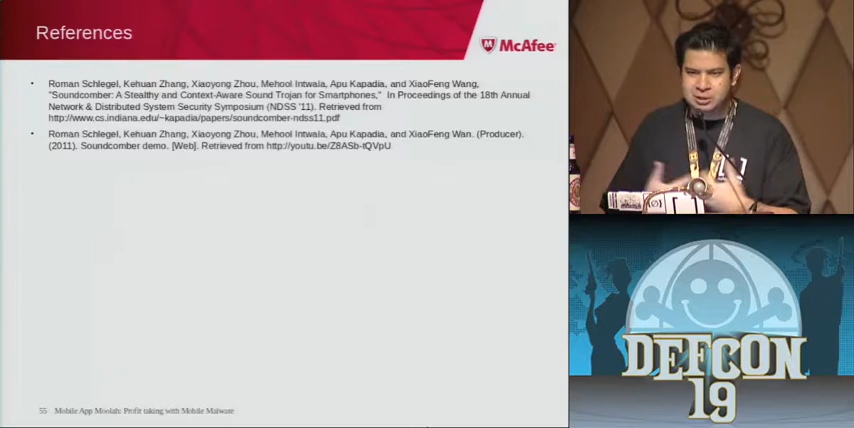 References
McAfee
• Roman Schlegel, Kehuan Zhang, Xiaoyong Zhou, Mehool Intwala, Apu Kapadia, and XiaoFeng Wang,
"Soundcomber: A Stealthy and Context-Aware Sound Trojan for Smartphones," In Proceedings of the 18th Annual
Network & Distributed System Security Symposium (NDSS '11). Retrieved from
http://www.cs.indiana.edu/~kapadia/papers/soundcomber-ndss11.pdf
• Roman Schlegel, Kehuan Zhang, Xiaoyong Zhou, Mehool Intwala, Apu Kapadia, and XiaoFeng Wan. (Producer).
(2011). Soundcomber demo. [Web]. Retrieved from http://youtu.be/Z8ASb-tQVpU
55 Mobile App Moolah: Profit taking with Mobile Malware
DEFCON
19